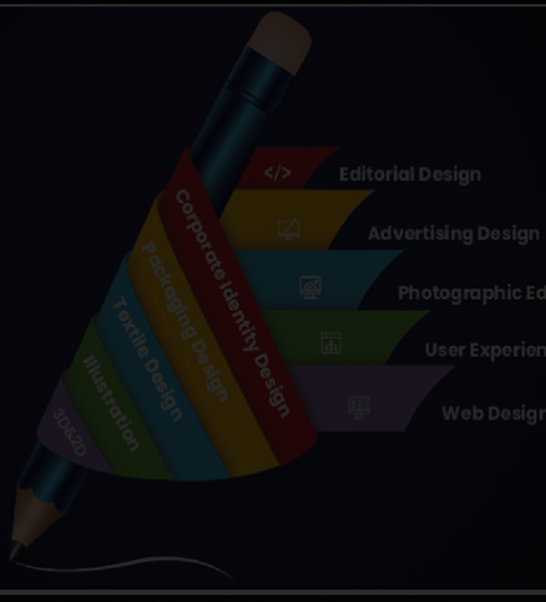 </>
Editorial Design
Advertising Design
Photographic Ed
User Experien
Web Design
Corporate Identity Design
Packaging Design
Textile Design
Illustration
3D&2D